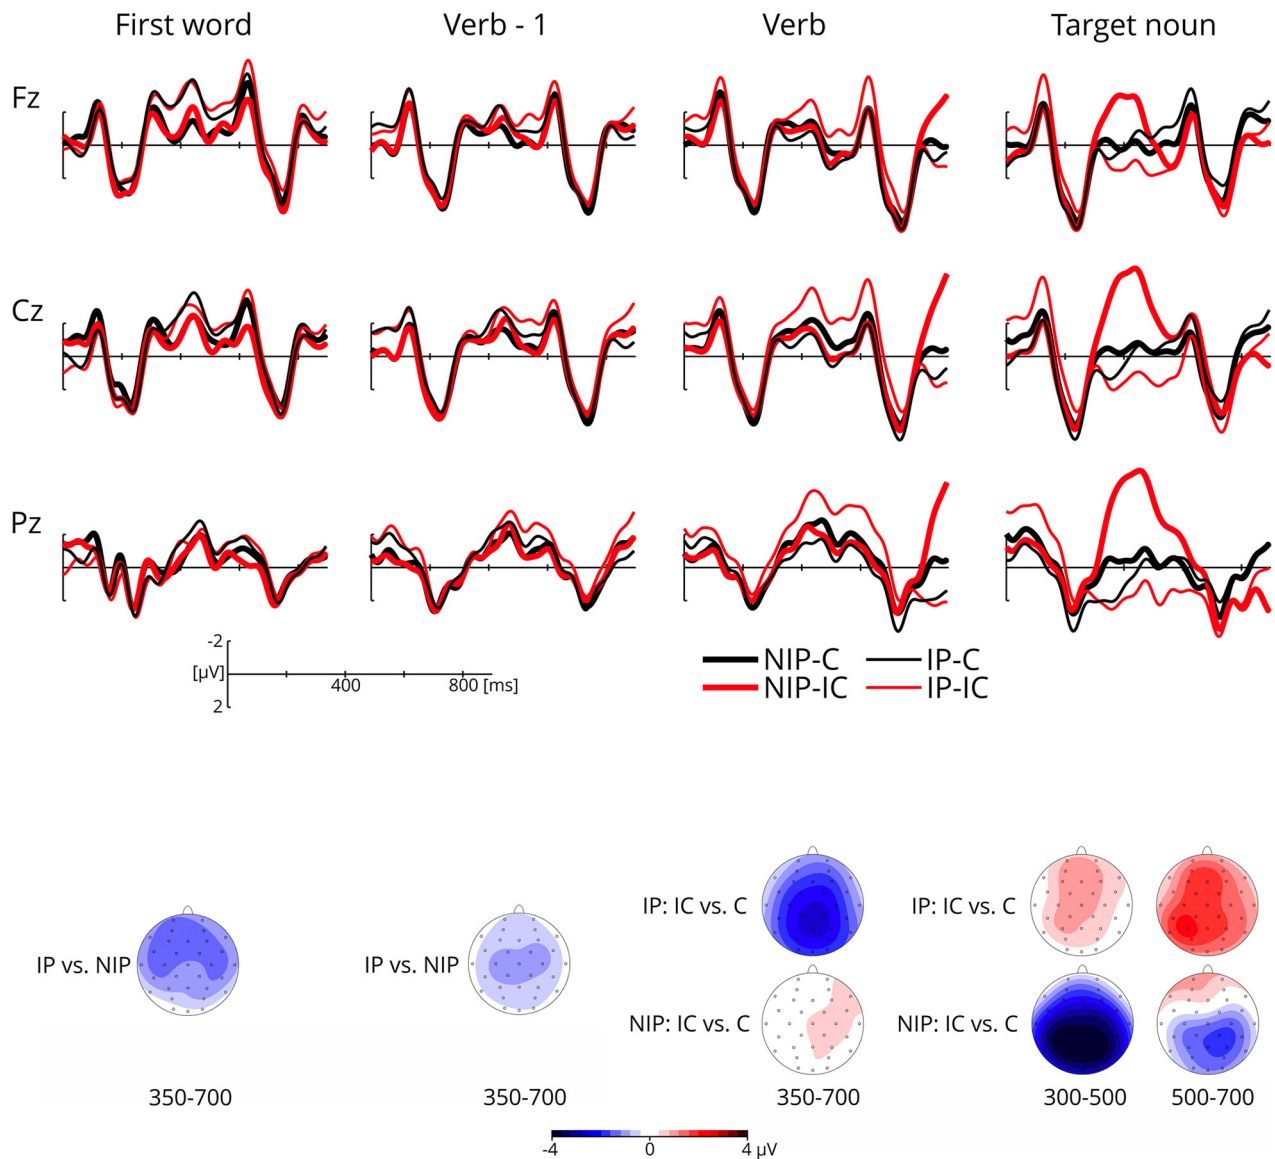 First word Verb - 1 Verb Target noun
Fz
Cz
Pz
-2
[µV] 400 800 [ms]
2
NIP-C IP-C
NIP-IC IP-IC
IP: IC vs. C IP: IC vs. C
IP vs. NIP IP vs. NIP
NIP: IC vs. C NIP: IC vs. C
350-700 350-700 350-700 300-500 500-700
-4 0 4 µV